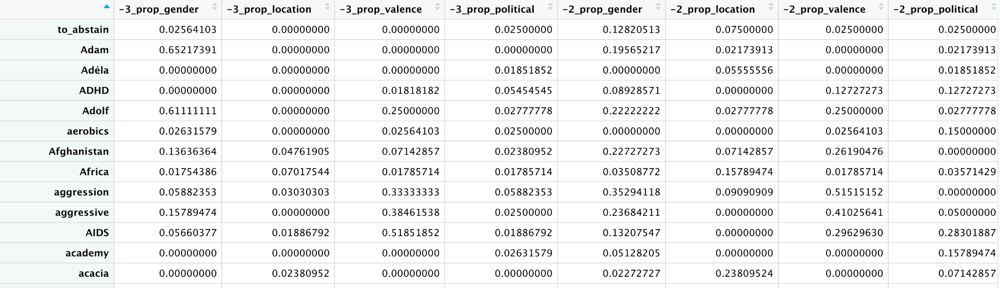 -3_prop_gender -3_prop_location -3_prop_valence -3_prop_political -2_prop_gender -2_prop_location -2_prop_valence -2_prop_political
to_abstain 0.02564103 0.00000000 0.00000000 0.02500000 0.12820513 0.07500000 0.02500000 0.02500000
Adam 0.65217391 0.00000000 0.00000000 0.00000000 0.19565217 0.02173913 0.00000000 0.02173913
Adéla 0.00000000 0.00000000 0.00000000 0.01851852 0.00000000 0.05555556 0.00000000 0.01851852
ADHD 0.00000000 0.00000000 0.01818182 0.05454545 0.08928571 0.00000000 0.12727273 0.12727273
Adolf 0.61111111 0.00000000 0.25000000 0.02777778 0.22222222 0.02777778 0.25000000 0.02777778
aerobics 0.02631579 0.00000000 0.02564103 0.02500000 0.00000000 0.00000000 0.02564103 0.15000000
Afghanistan 0.13636364 0.04761905 0.07142857 0.02380952 0.22727273 0.07142857 0.26190476 0.00000000
Africa 0.01754386 0.07017544 0.01785714 0.01785714 0.03508772 0.15789474 0.01785714 0.03571429
aggression 0.05882353 0.03030303 0.33333333 0.05882353 0.35294118 0.09090909 0.51515152 0.00000000
aggressive 0.15789474 0.00000000 0.38461538 0.02500000 0.23684211 0.00000000 0.41025641 0.05000000
AIDS 0.05660377 0.01886792 0.51851852 0.01886792 0.13207547 0.00000000 0.29629630 0.28301887
academy 0.00000000 0.00000000 0.00000000 0.02631579 0.05128205 0.00000000 0.00000000 0.15789474
acacia 0.00000000 0.02380952 0.00000000 0.00000000 0.02272727 0.23809524 0.00000000 0.07142857